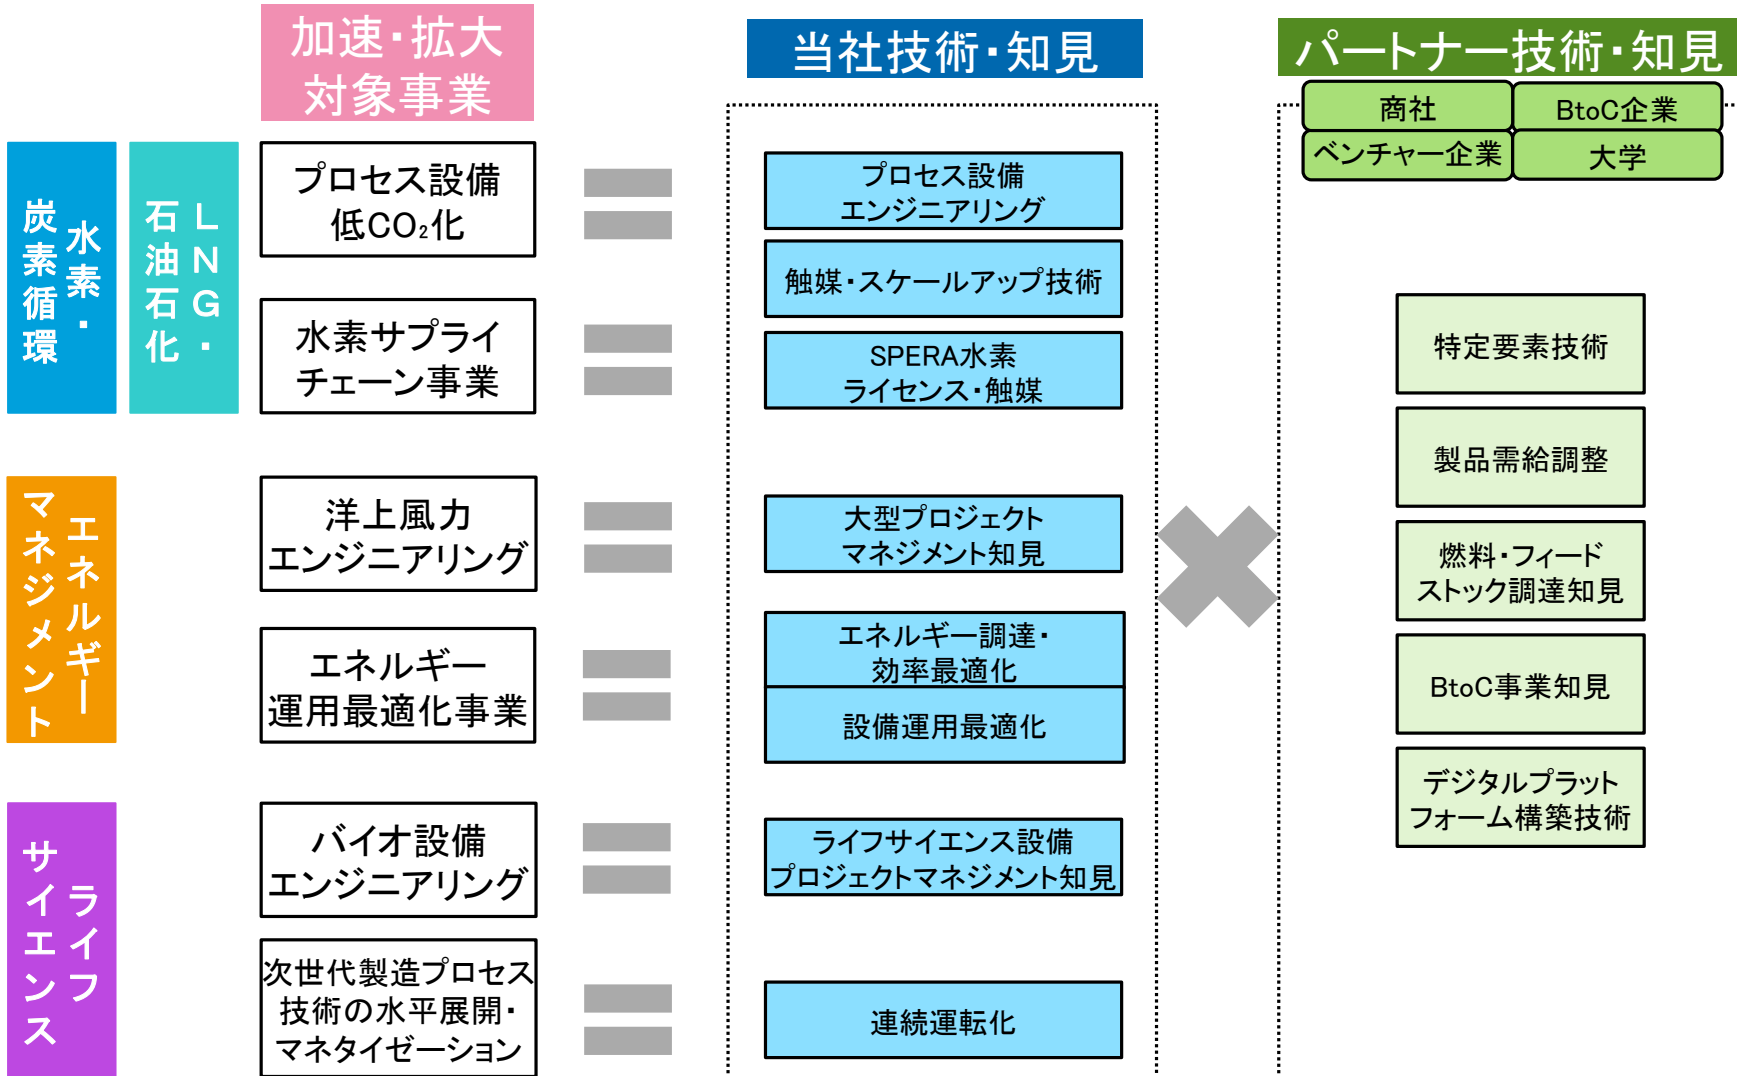 加速・拡大
対象事業
当社技術・知見
パートナー技術・知見
商社
BtoC企業
ベンチャー企業
大学
水素・
炭素循環
LNG・
石油石化
プロセス設備
低CO₂化
水素サプライ
チェーン事業
プロセス設備
エンジニアリング
触媒・スケールアップ技術
SPERA水素
ライセンス・触媒
エネルギー
マネジメント
洋上風力
エンジニアリング
エネルギー
運用最適化事業
大型プロジェクト
マネジメント知見
エネルギー調達・
効率最適化
設備運用最適化
ライフ
サイエンス
バイオ設備
エンジニアリング
次世代製造プロセス
技術の水平展開・
マネタイゼーション
ライフサイエンス設備
プロジェクトマネジメント知見
連続運転化
特定要素技術
製品需給調整
燃料・フィード
ストック調達知見
BtoC事業知見
デジタルプラット
フォーム構築技術